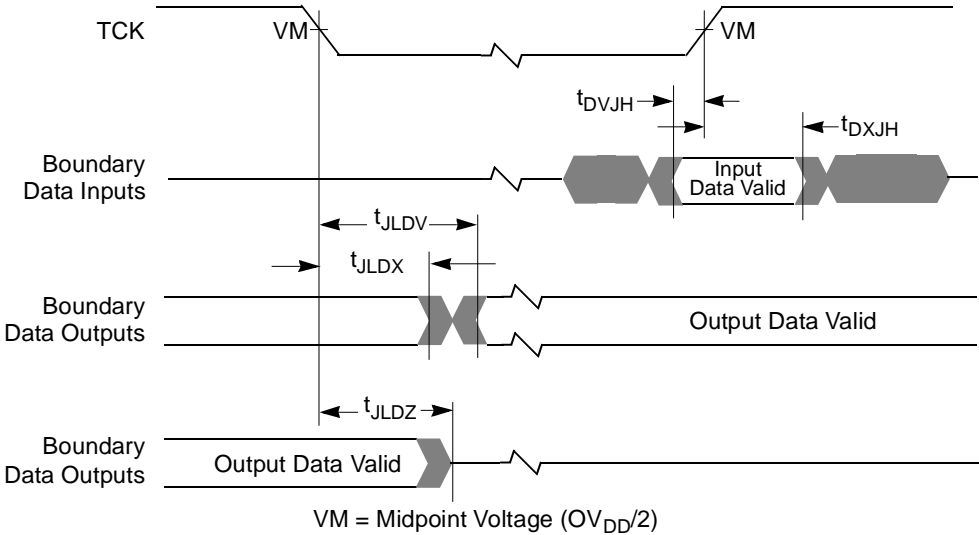 TCK
VM
VM
tDVJH
tDXJH
Boundary
Data Inputs
Input
Data Valid
tJLDV
tJLDX
Boundary
Data Outputs
Output Data Valid
tJLDZ
Boundary
Data Outputs
Output Data Valid
VM = Midpoint Voltage (OVDD/2)